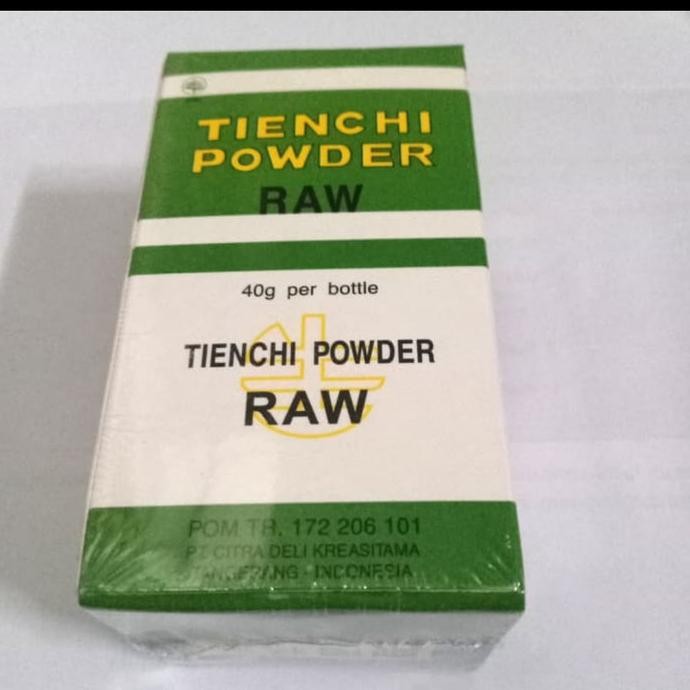 TIENCHI
POWDER
RAW
40g per bottle
TIENCHI POWDER
RAW
POM TR. 172 206 101
PT CITRA DELI KREASITAMA
TANGERANG - INDONESIA